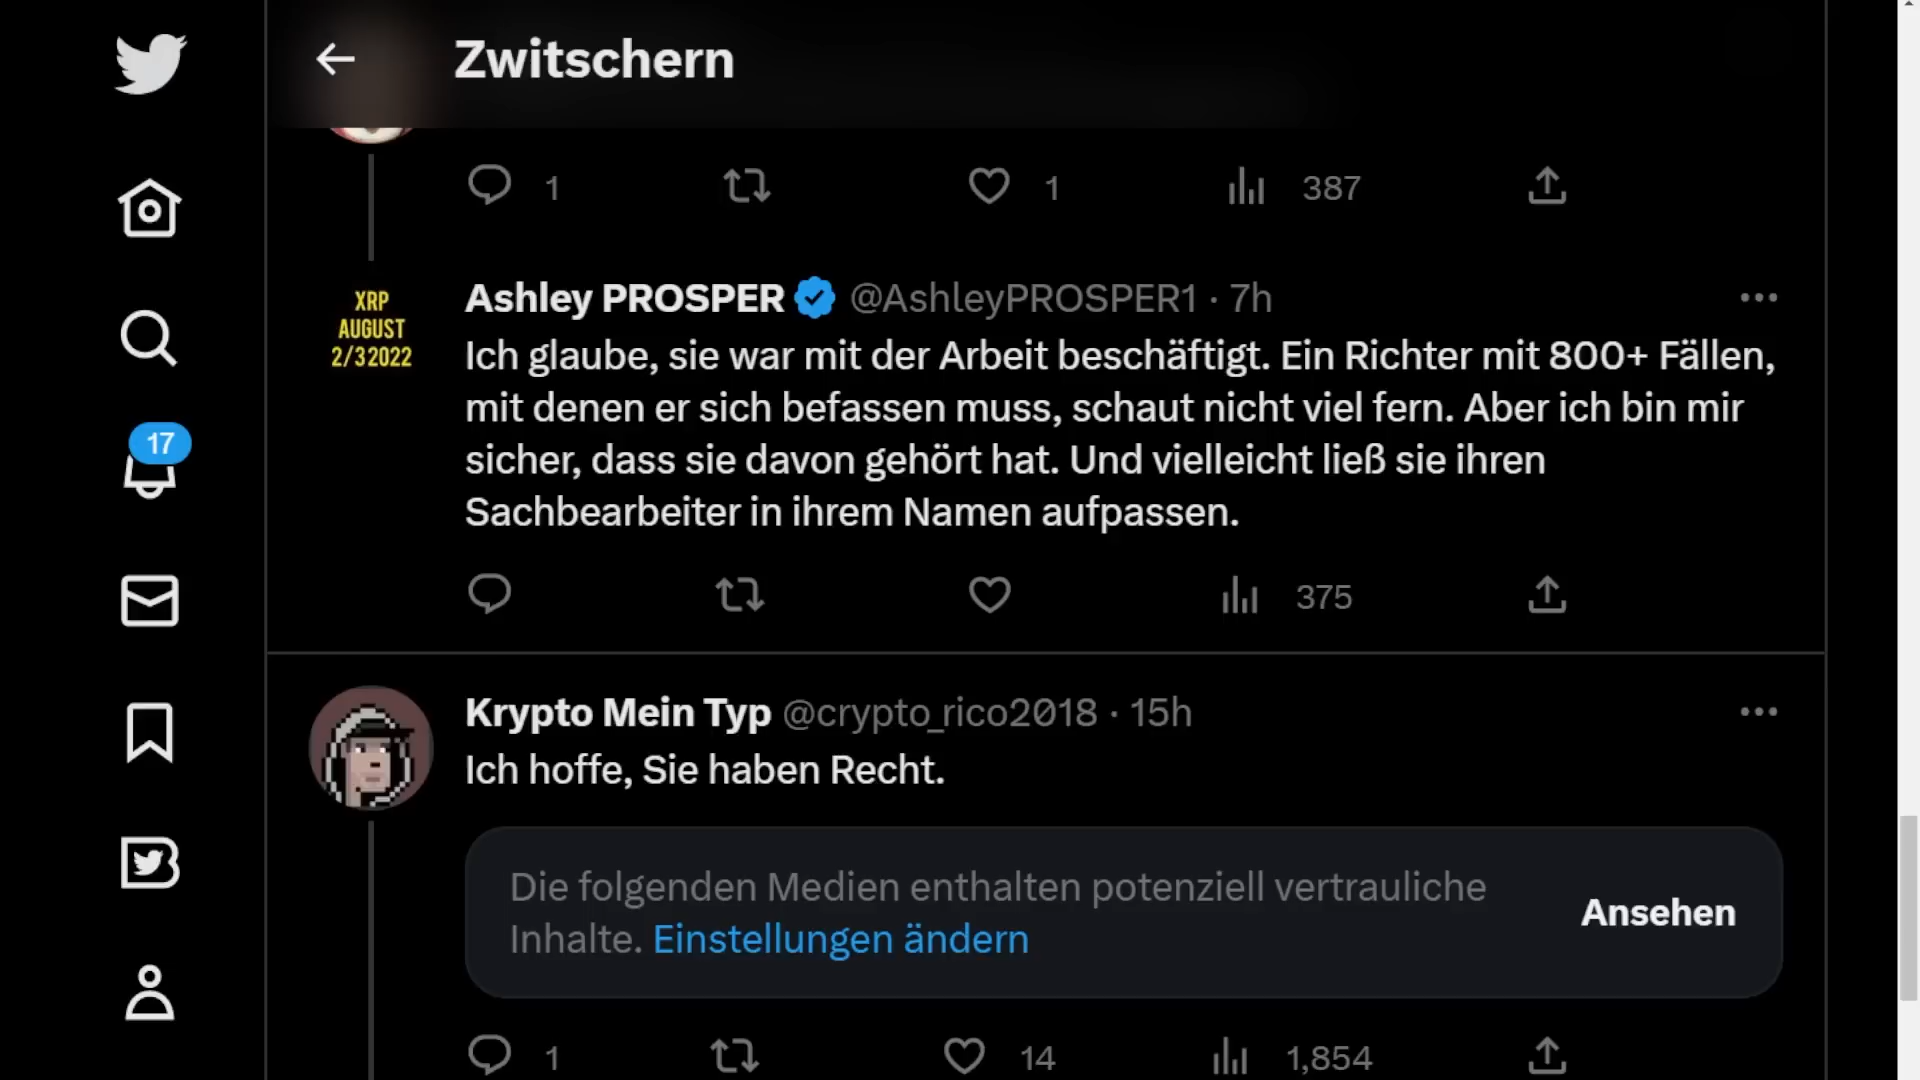 Zwitschern
1
1
387
XRP
AUGUST
2/32022
Ashley PROSPER @AshleyPROSPER1 · 7h
Ich glaube, sie war mit der Arbeit beschäftigt. Ein Richter mit 800+ Fällen,
mit denen er sich befassen muss, schaut nicht viel fern. Aber ich bin mir
sicher, dass sie davon gehört hat. Und vielleicht ließ sie ihren
Sachbearbeiter in ihrem Namen aufpassen.
17
375
Krypto Mein Typ @crypto_rico2018 · 15h
Ich hoffe, Sie haben Recht.
Die folgenden Medien enthalten potenziell vertrauliche
Inhalte. Einstellungen ändern
Ansehen
1
14
1,854